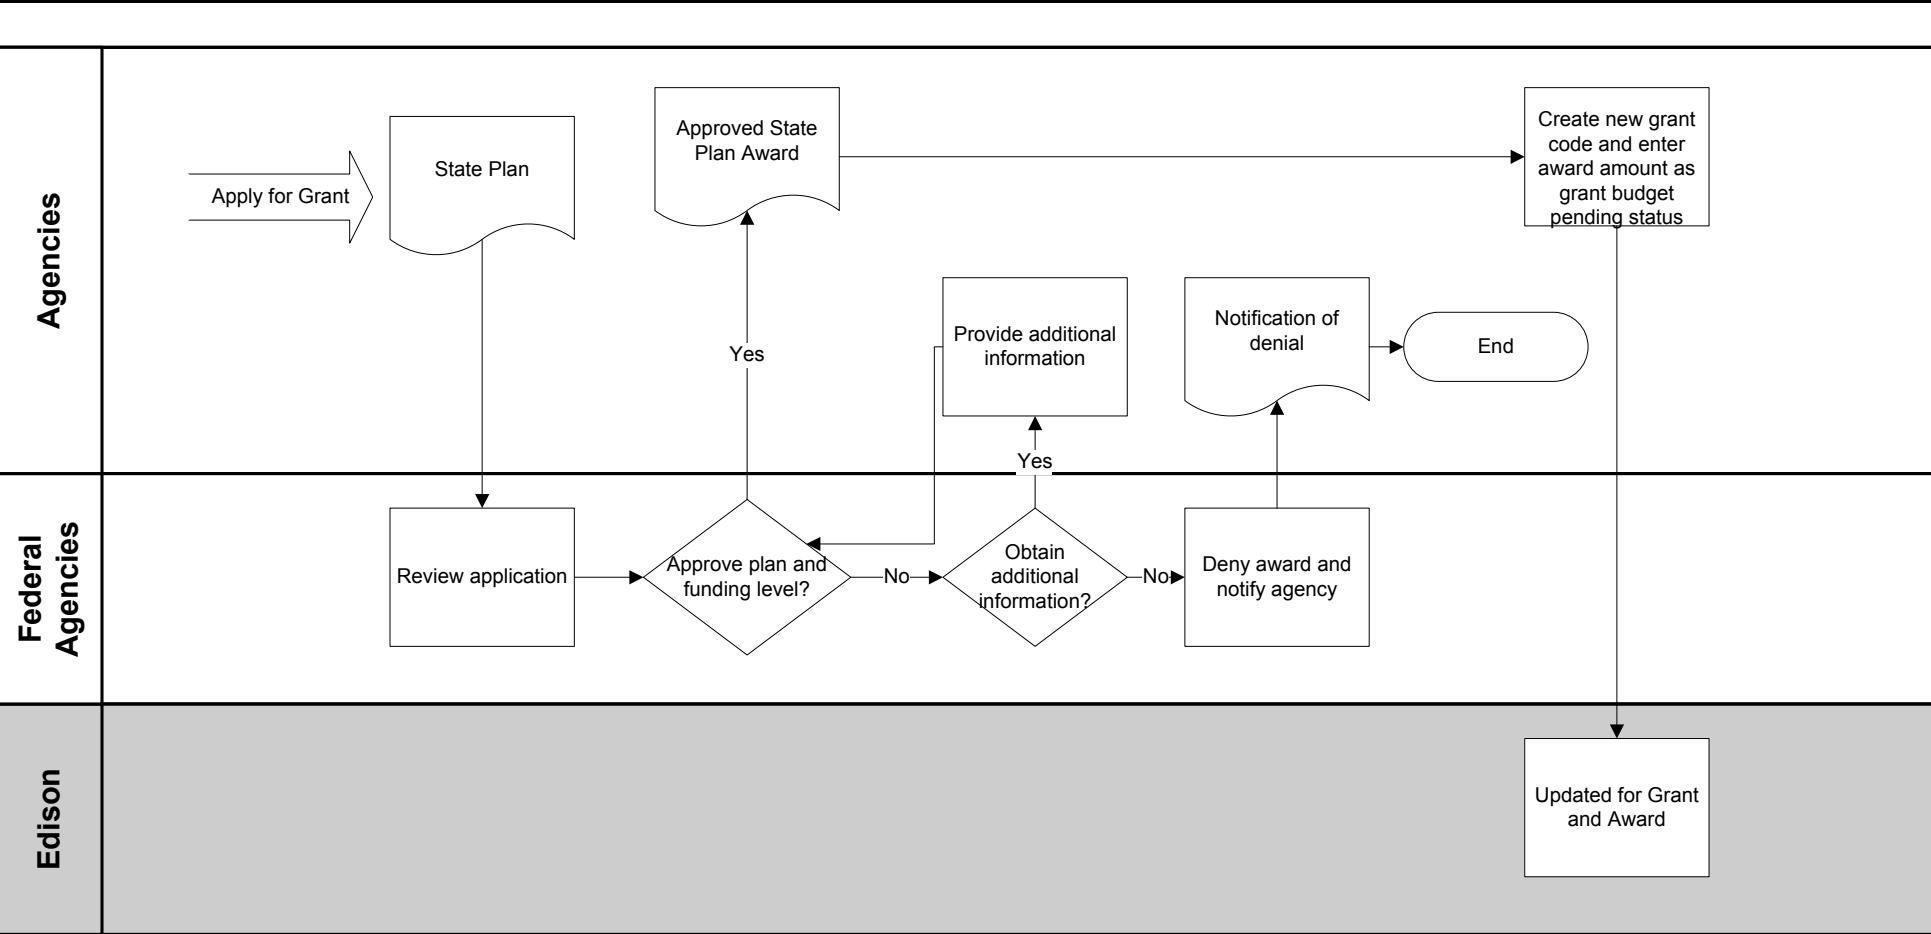 Agencies
Apply for Grant
State Plan
Approved State
Plan Award
Create new grant
code and enter
award amount as
grant budget
pending status
Yes
Provide additional
information
Notification of
denial
End
Yes
Federal
Agencies
Review application
Approve plan and
funding level?
No
Obtain
additional
information?
No
Deny award and
notify agency
Edison
Updated for Grant
and Award